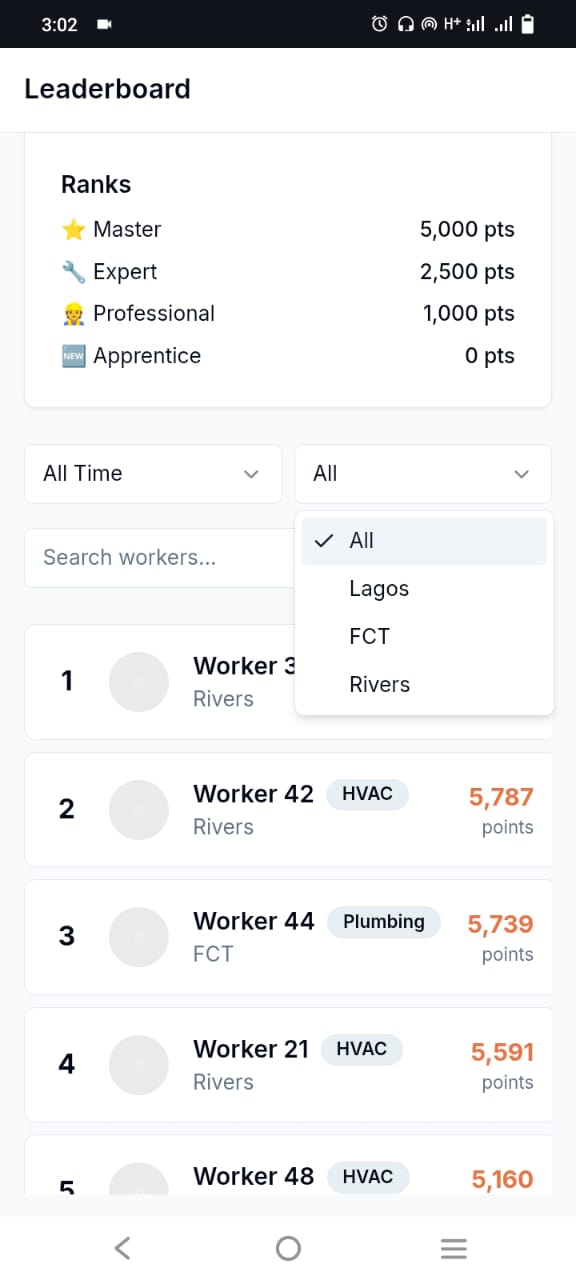 3:02
H+
Leaderboard
Ranks
Master 5,000 pts
Expert 2,500 pts
Professional 1,000 pts
NEW Apprentice 0 pts
All Time All
Search workers...
All
Lagos
FCT
Rivers
1 Worker 3
Rivers
2 Worker 42 HVAC 5,787
Rivers points
3 Worker 44 Plumbing 5,739
FCT points
4 Worker 21 HVAC 5,591
Rivers points
5 Worker 48 HVAC 5,160